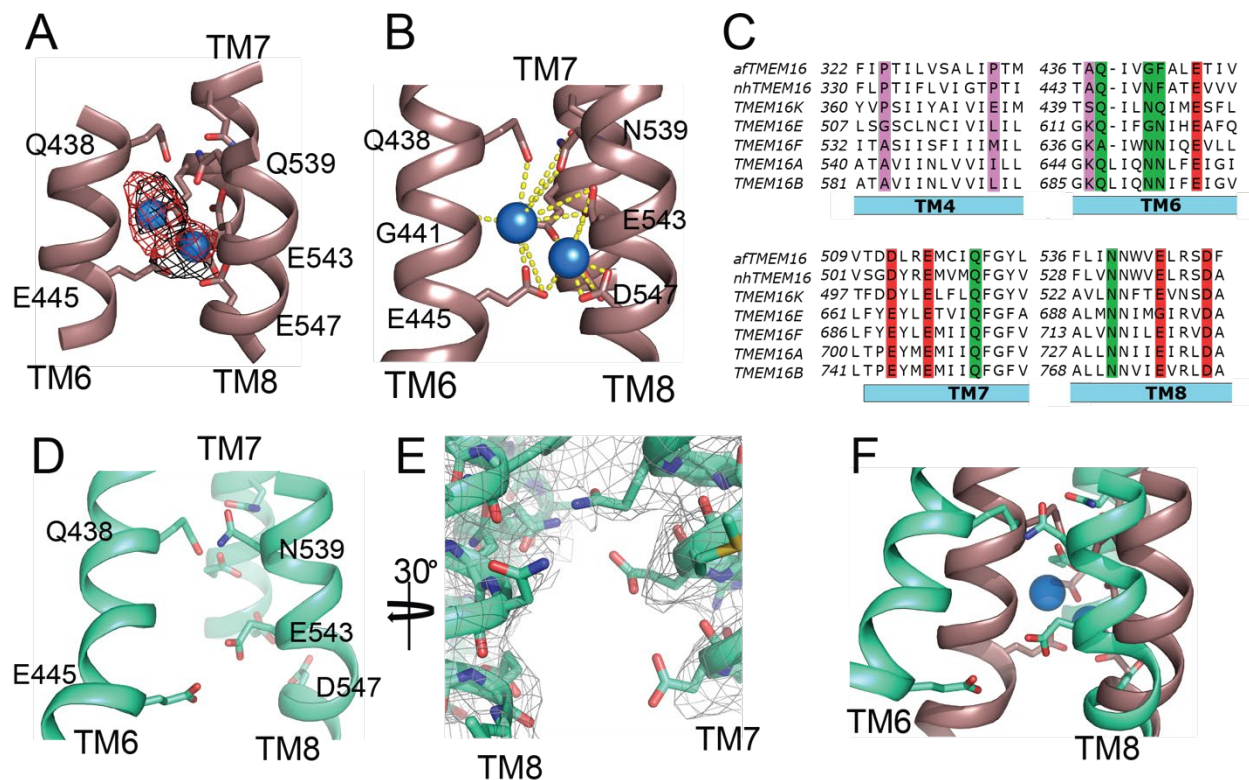 A
TM7
Q438
Q539
E543
E445
E547
TM6
TM8
B
TM7
Q438
N539
G441
E543
E445
D547
TM6
TM8
C
afTMEM16 322 FIPTILVSALIPTM 436 TAQ-IVGFALETIV
nhTMEM16 330 FLPTIFLVIGTPTI 443 TAQ-IVNFATEVVV
TMEM16K 360 YVPSIIYAIVIEIM 439 TSQ-ILNQIMESFL
TMEM16E 507 LSGSCLNCIVILIL 611 GKQ-IFGNIHEAFQ
TMEM16F 532 ITASIISFIIIMIL 636 GKA-IWNNIQEVLL
TMEM16A 540 ATAVIINLVVILLL 644 GKQLIQNNLFEIGI
TMEM16B 581 ATAVIINLVVILIL 685 GKQLIQNNIFEIGV
TM4 TM6
afTMEM16 509 VTDDLREMCIQFGYL 536 FLINNWVELRSDF
nhTMEM16 501 VSGDYREMVMQFGYV 528 FLVNNWVELRSDF
TMEM16K 497 TFDDYLELFLQFGYV 522 AVLNNFTEVNSDA
TMEM16E 661 LFYEYLETVIQFGFA 688 ALMNNIMGIRVDA
TMEM16F 686 LFYEYLEMIIQFGFV 713 ALVNNILEIRVDA
TMEM16A 700 LTPEYMEMIIQFGFV 727 ALLNNIIEIRLDA
TMEM16B 741 LTPEYMEMIIQFGFV 768 ALLNNVIEVRLDA
TM7 TM8
D
TM7
Q438
N539
E543
E445
D547
TM6
TM8
30°
E
TM8
TM7
F
TM6
TM8